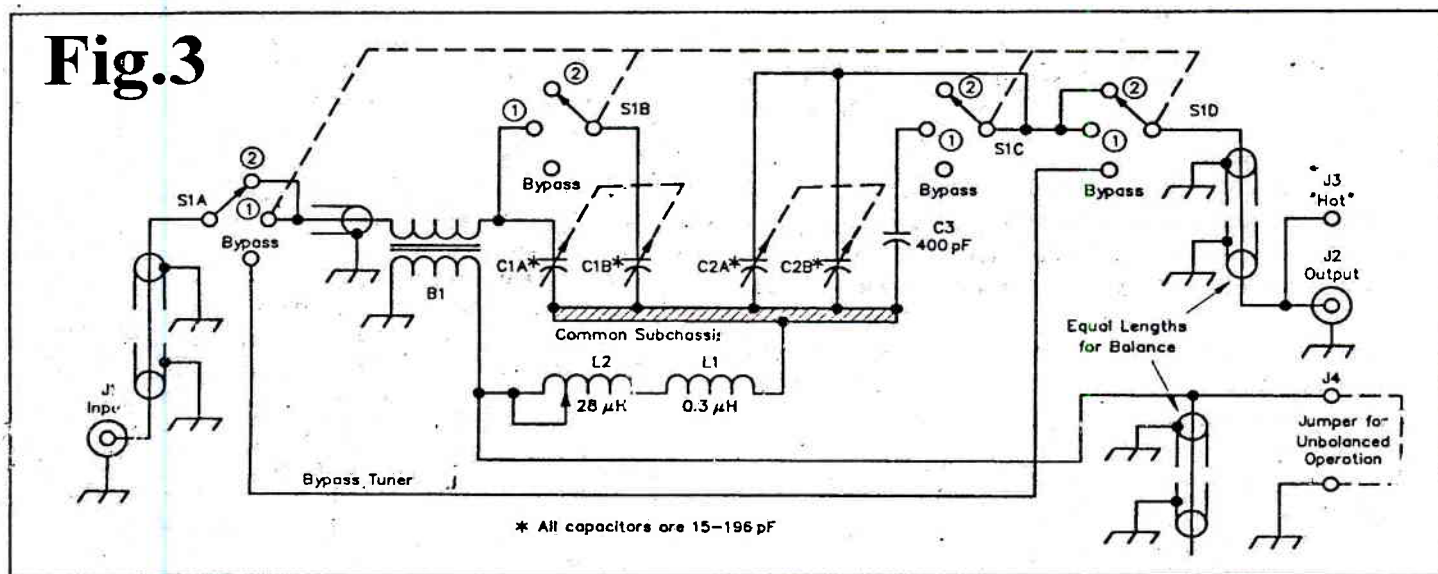 Fig.3
②
①
S1B
Bypass
②
①
S1C
Bypass
②
①
S1D
Bypass
②
①
S1A
Bypass
B1
C1A*
C1B*
C2A*
C2B*
C3
400 pF
Common Subchassis
L2
28 µH
L1
0.3 µH
J1
Input
Bypass Tuner
* All capacitors are 15–196 pF
Equal Lengths
for Balance
J3
"Hot"
J2
Output
J4
Jumper for
Unbalanced
Operation